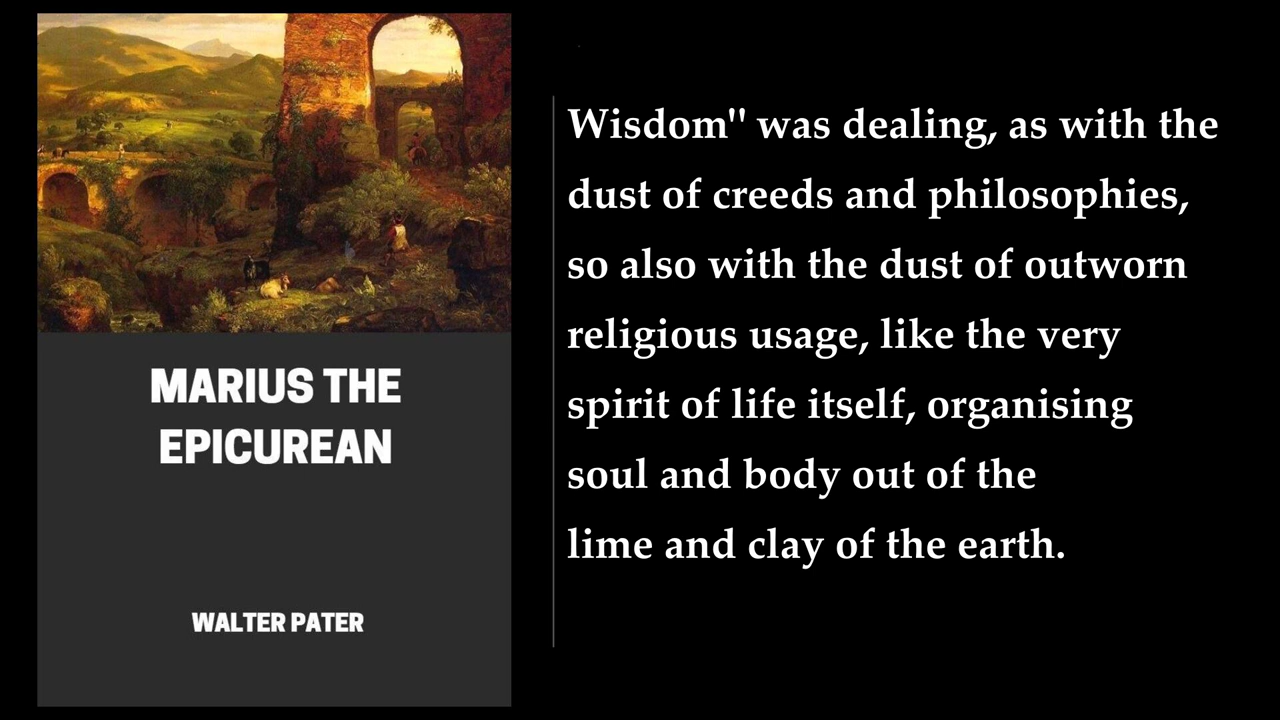 MARIUS THE
EPICUREAN
WALTER PATER
Wisdom" was dealing, as with the
dust of creeds and philosophies,
so also with the dust of outworn
religious usage, like the very
spirit of life itself, organising
soul and body out of the
lime and clay of the earth.